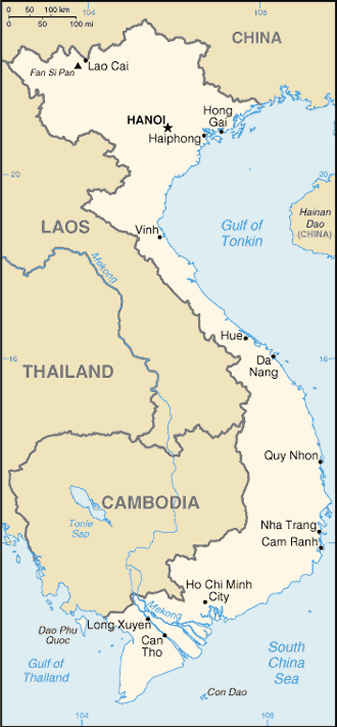 104
108
0 50 100 km
0 50 100 mi
CHINA
Lao Cai
Fan Si Pan
HANOI
Hong
Gai
Haiphong
20
20
Hainan
Dao
(CHINA)
LAOS
Vinh
Gulf of
Tonkin
Mekong
Hue
16
16
Da
Nang
THAILAND
Quy Nhon
CAMBODIA
Tonle
Sap
Nha Trang
Cam Ranh
Ho Chi Minh
City
Mekong
Long Xuyen
Dao Phu
Quoc
Can
Tho
Gulf of
Thailand
South
China
Sea
Con Dao
104
108